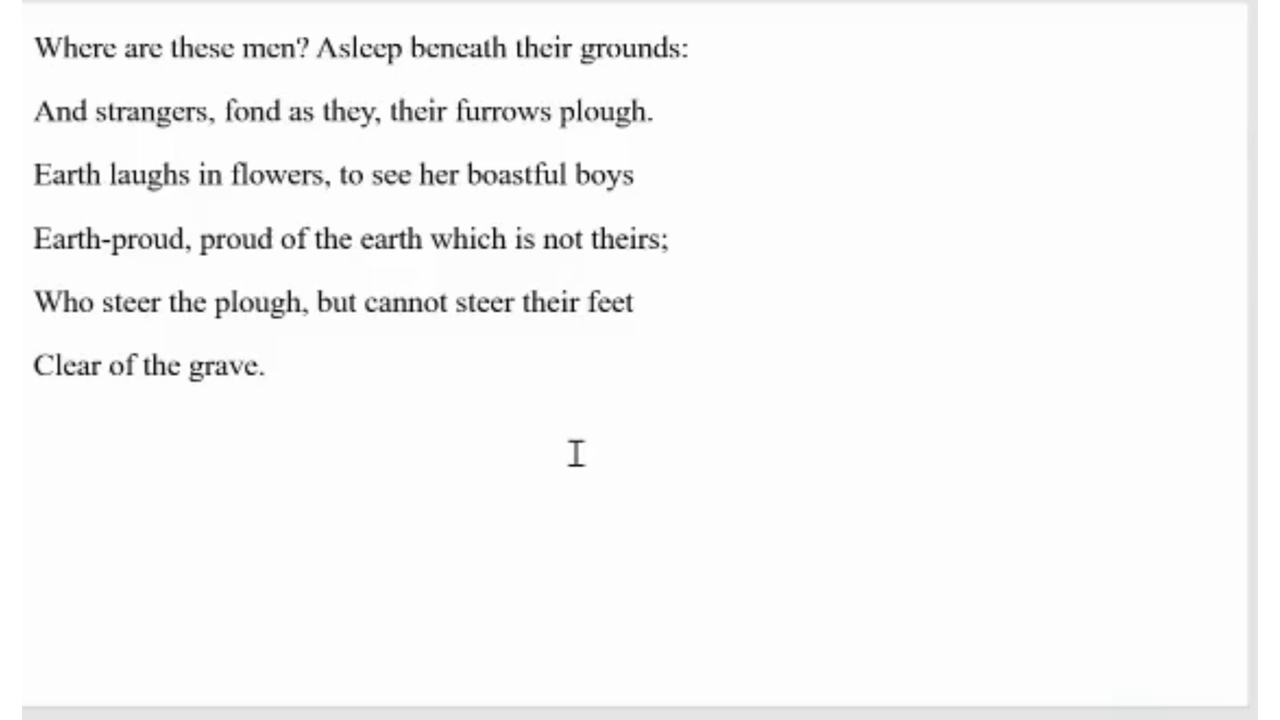 Where are these men? Asleep beneath their grounds:
And strangers, fond as they, their furrows plough.
Earth laughs in flowers, to see her boastful boys
Earth-proud, proud of the earth which is not theirs;
Who steer the plough, but cannot steer their feet
Clear of the grave.